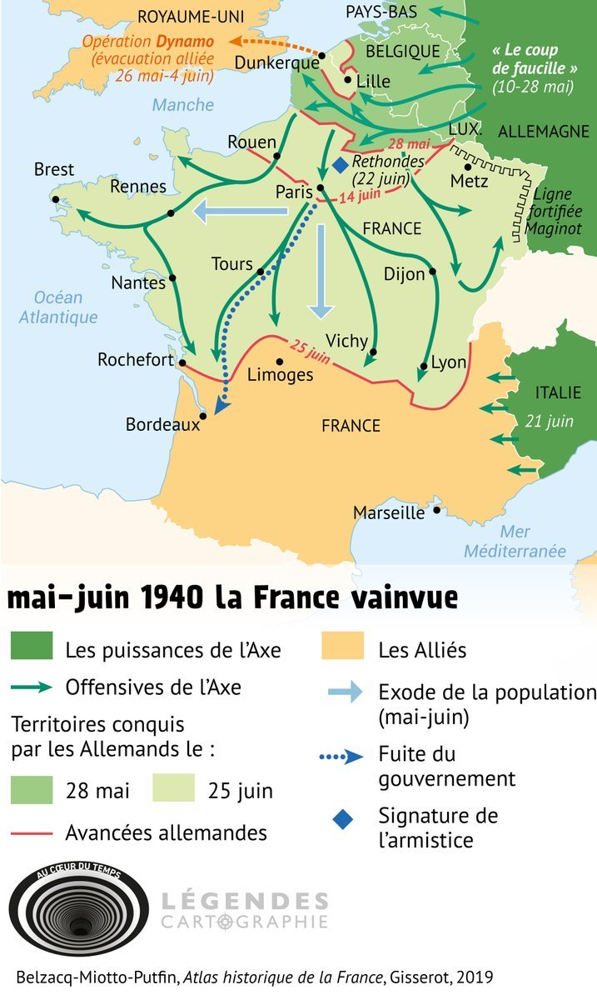 ROYAUME-UNI
PAYS-BAS
Opération Dynamo
(évacuation alliée
26 mai-4 juin)
BELGIQUE
« Le coup
de faucille »
(10-28 mai)
Dunkerque
Lille
Manche
LUX.
ALLEMAGNE
Rouen
28 mai
Rethondes
(22 juin)
Metz
Brest
Rennes
Paris
14 juin
Ligne
fortifiée
Maginot
FRANCE
Tours
Dijon
Nantes
Océan
Atlantique
Vichy
25 juin
Rochefort
Limoges
Lyon
ITALIE
21 juin
Bordeaux
FRANCE
Marseille
Mer
Méditerranée
mai-juin 1940 la France vainvue
Les puissances de l'Axe
Offensives de l'Axe
Territoires conquis
par les Allemands le :
28 mai
25 juin
Avancées allemandes
Les Alliés
Exode de la population
(mai-juin)
Fuite du
gouvernement
Signature de
l'armistice
AU CŒUR DU TEMPS
LÉGENDES
CARTOGRAPHIE
Belzacq-Miotto-Putfin, Atlas historique de la France, Gisserot, 2019